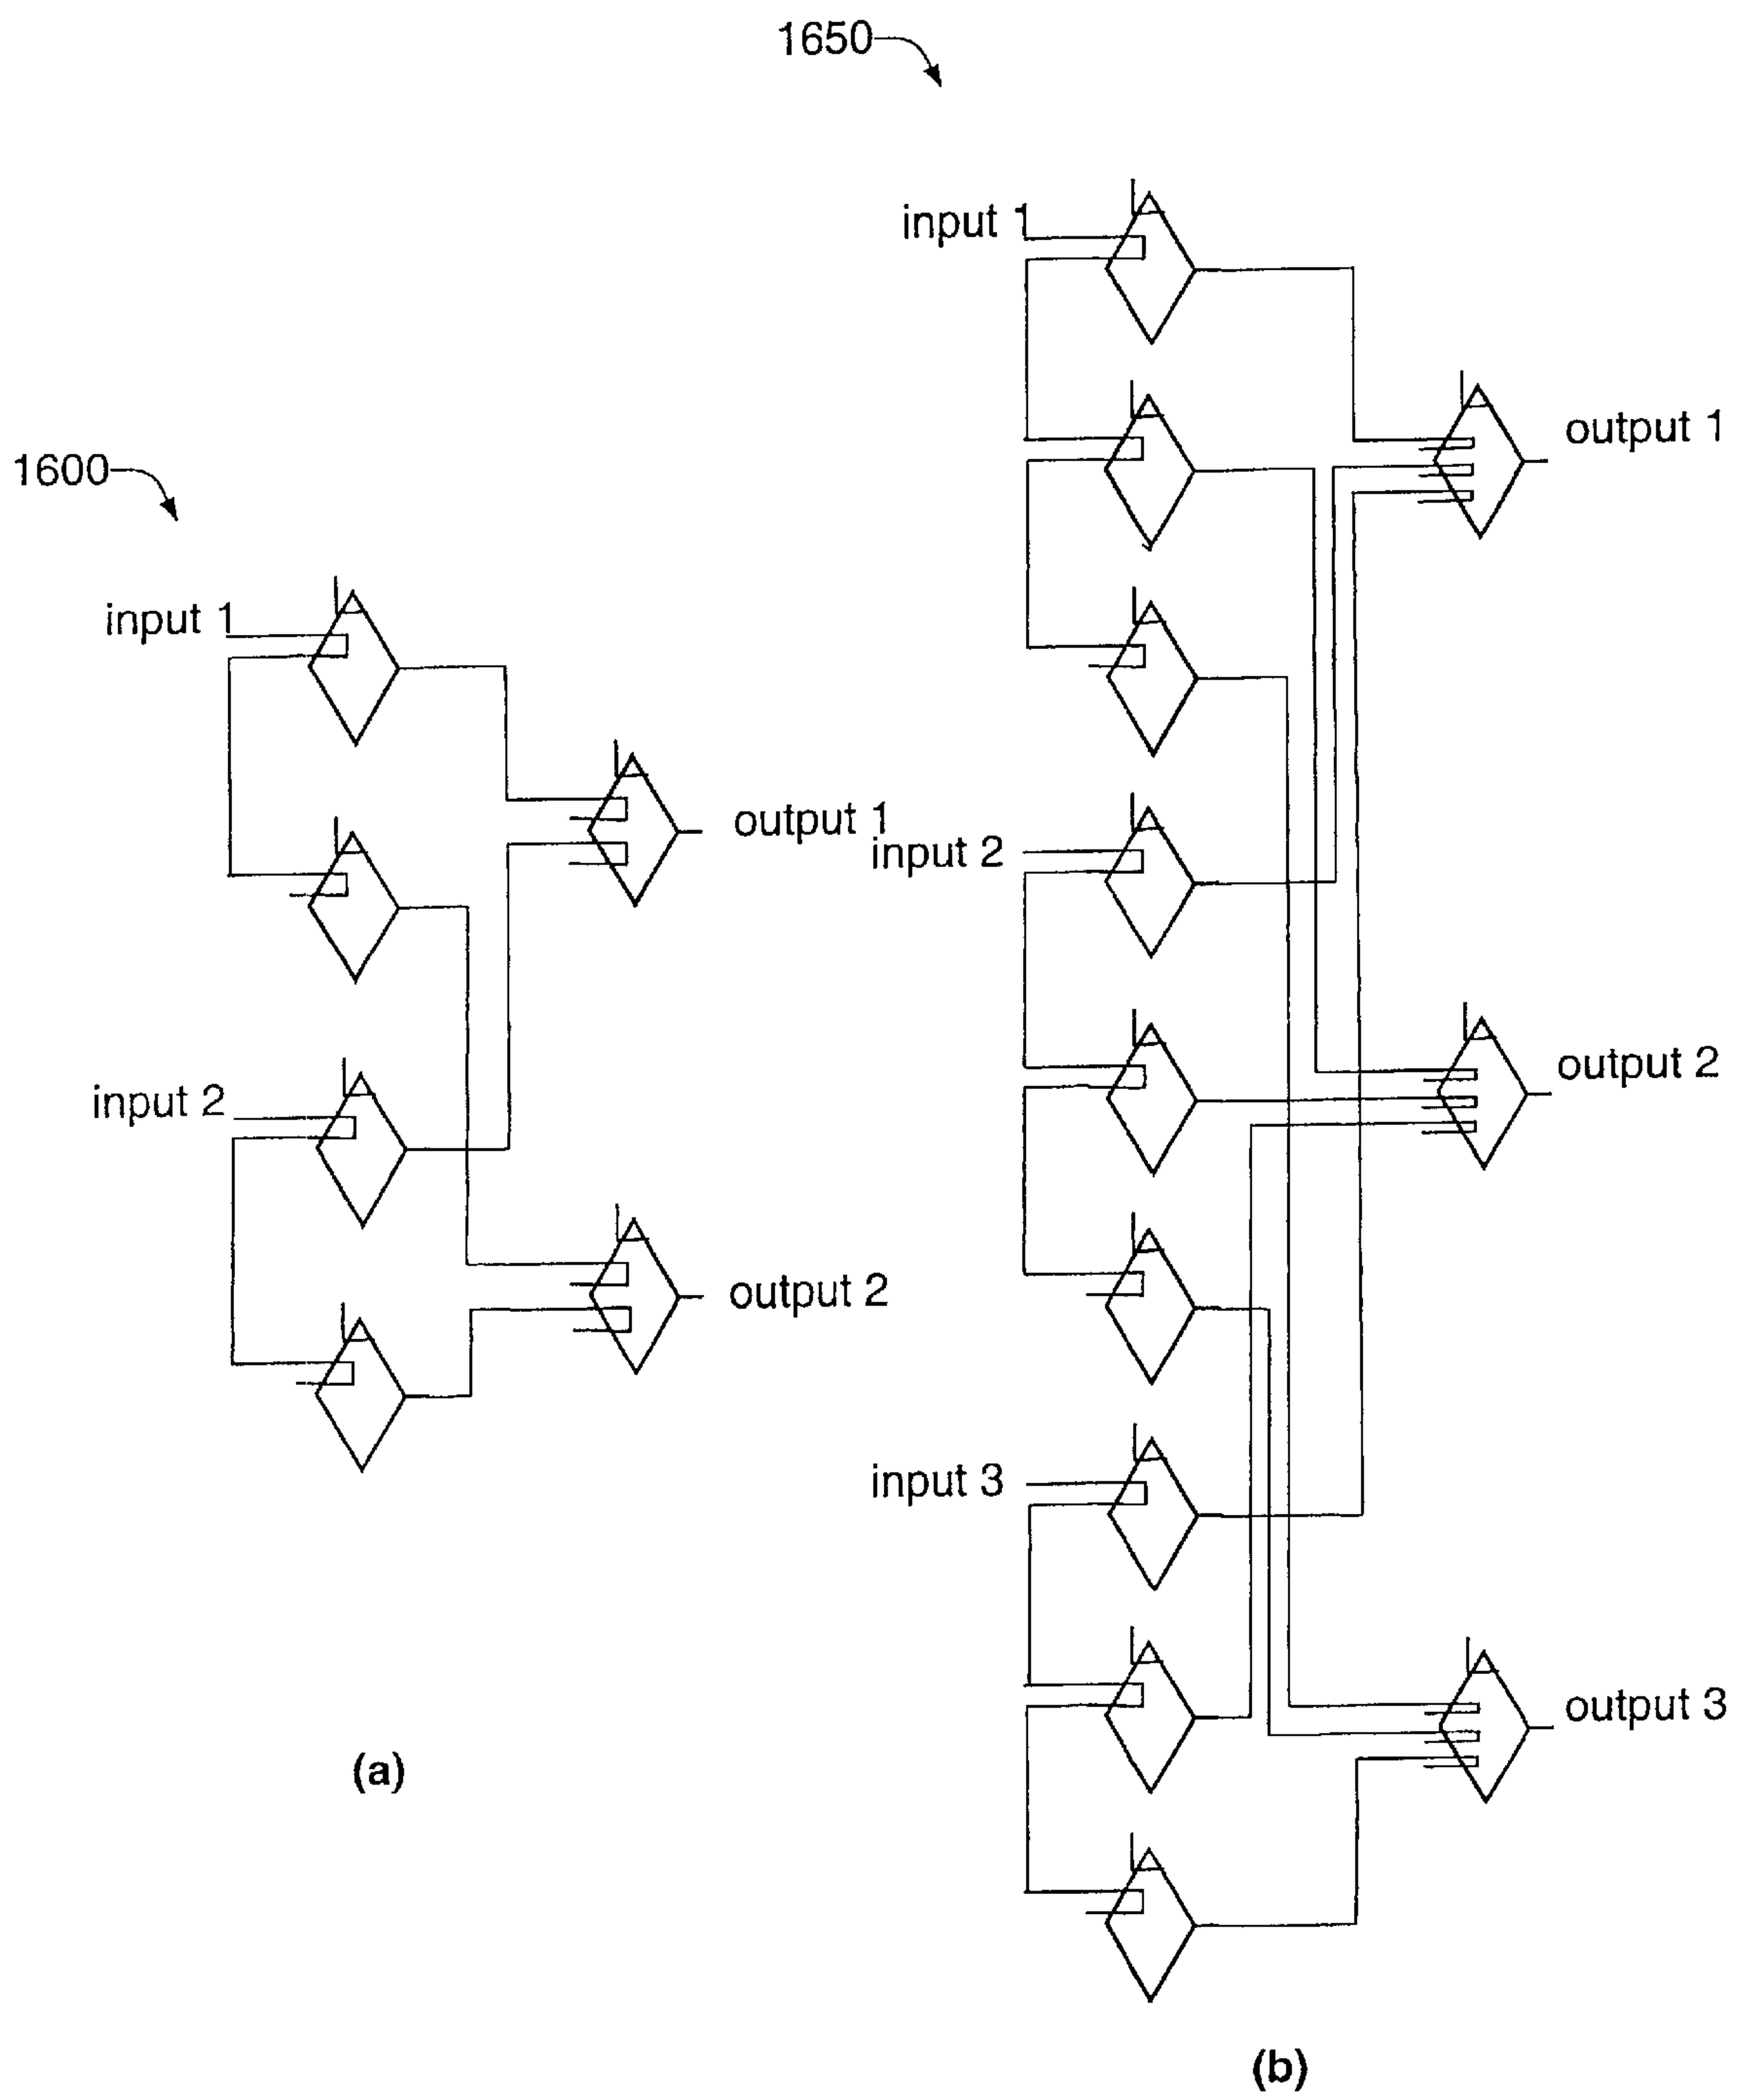 1650
input 1
output 1
1600
input 1
output 1
input 2
output 2
input 2
output 2
input 3
output 3
(a)
(b)